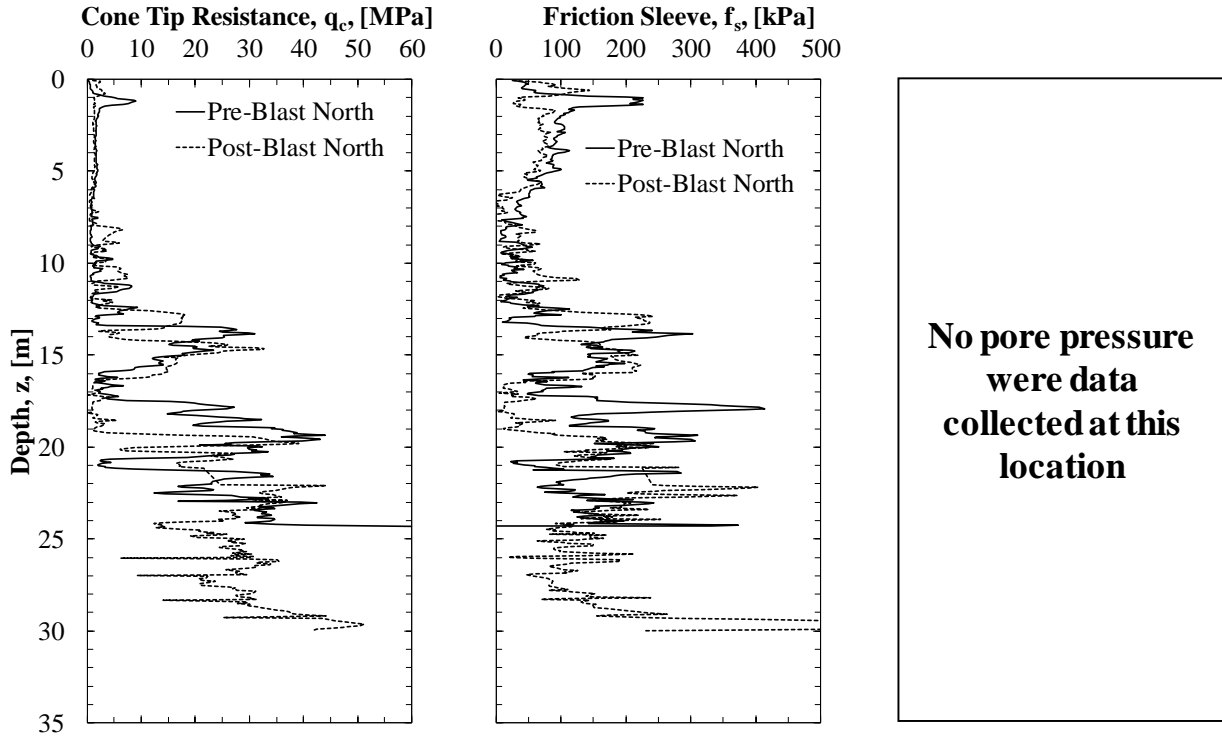 Cone Tip Resistance, q_c, [MPa]
0 10 20 30 40 50 60
Depth, z, [m]
0
5
10
15
20
25
30
35
Pre-Blast North
Post-Blast North
Friction Sleeve, f_s, [kPa]
0 100 200 300 400 500
Pre-Blast North
Post-Blast North
No pore pressure
were data
collected at this
location